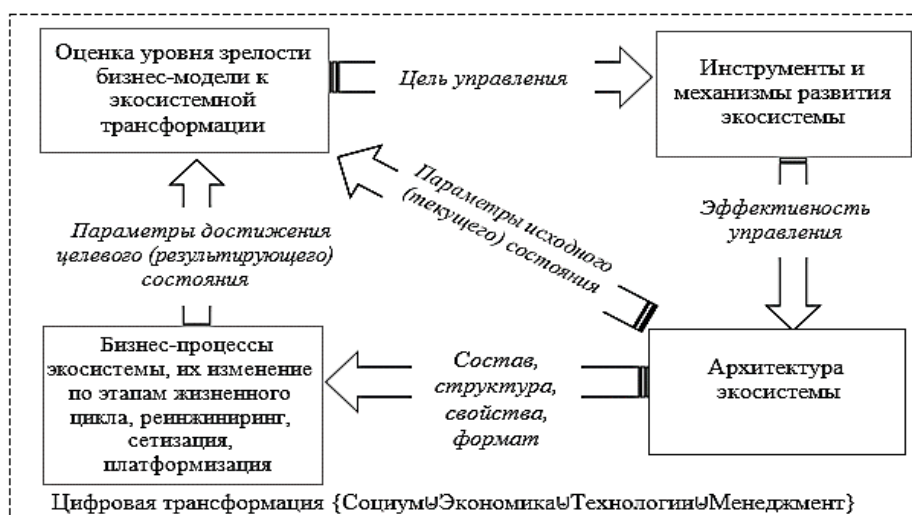 Оценка уровня зрелости
бизнес-модели к
экосистемной
трансформации
Цель управления
Инструменты и
механизмы развития
экосистемы
Параметры исходного
(текущего) состояния
Эффективность
управления
Параметры достижения
целевого (результирующего)
состояния
Бизнес-процессы
экосистемы, их изменение
по этапам жизненного
цикла, реинжиниринг,
сетизация,
платформизация
Состав,
структура,
свойства,
формат
Архитектура
экосистемы
Цифровая трансформация {Социум⊎Экономика⊎Технологии⊎Менеджмент}